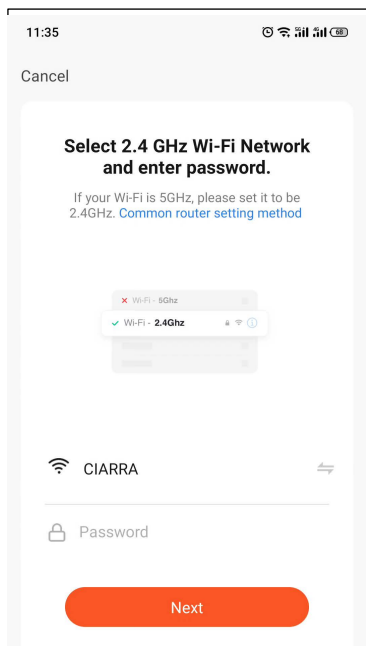 11:35
68
Cancel
Select 2.4 GHz Wi-Fi Network
and enter password.
If your Wi-Fi is 5GHz, please set it to be
2.4GHz. Common router setting method
Wi-Fi - 5Ghz
Wi-Fi - 2.4Ghz
CIARRA
Password
Next